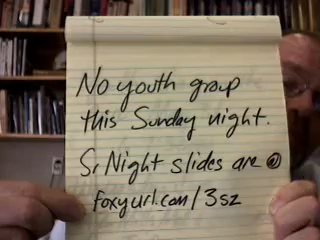 No youth group
this Sunday night.
Sr Night slides are @
foxyurl.com/3sz